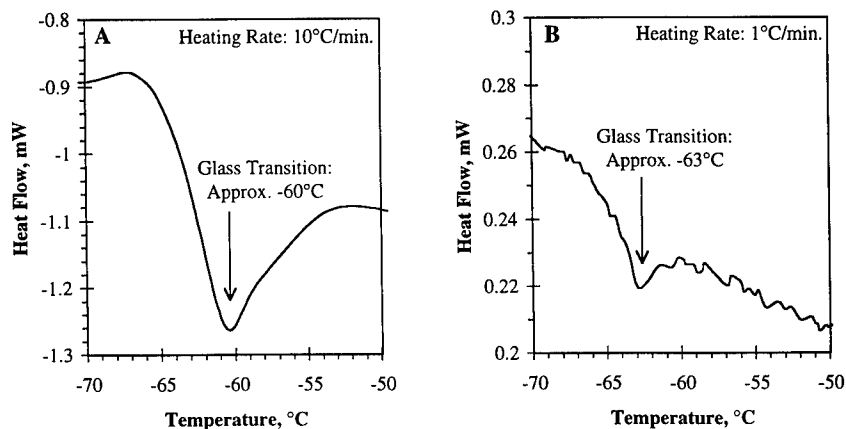 A
Heating Rate: 10°C/min.
-0.8
-0.9
-1
-1.1
-1.2
-1.3
Heat Flow, mW
Glass Transition:
Approx. -60°C
-70
-65
-60
-55
-50
Temperature, °C
B
Heating Rate: 1°C/min.
0.3
0.28
0.26
0.24
0.22
0.2
Heat Flow, mW
Glass Transition:
Approx. -63°C
-70
-65
-60
-55
-50
Temperature, °C